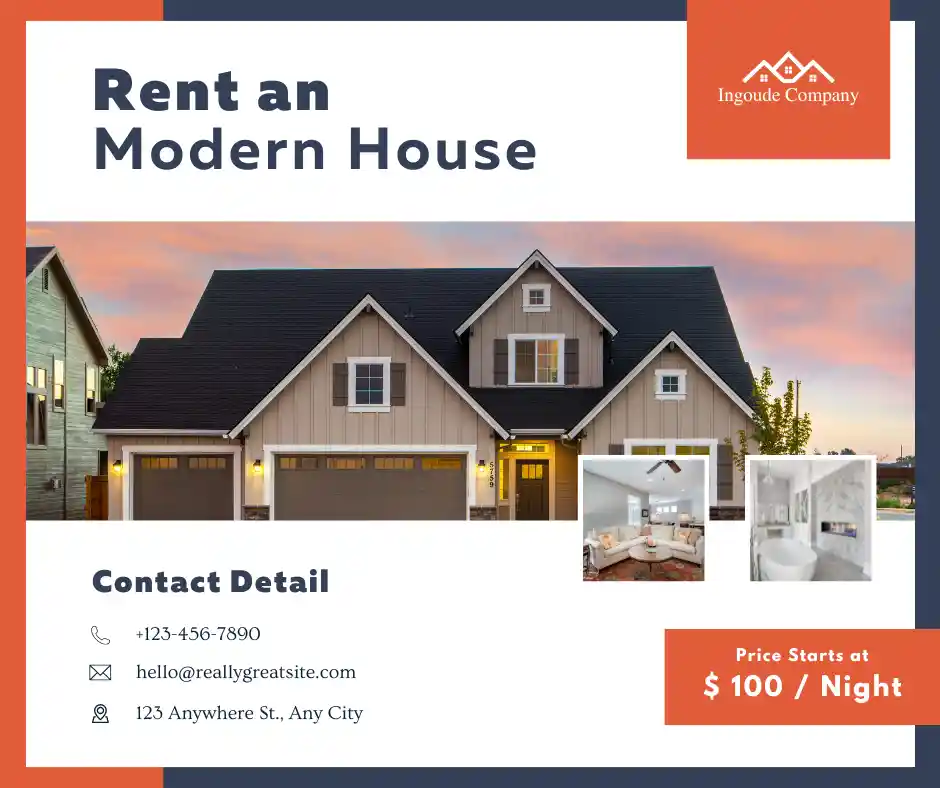 Rent an
Modern House
Ingoude Company
5759
Contact Detail
+123-456-7890
hello@reallygreatsite.com
123 Anywhere St., Any City
Price Starts at
$ 100 / Night